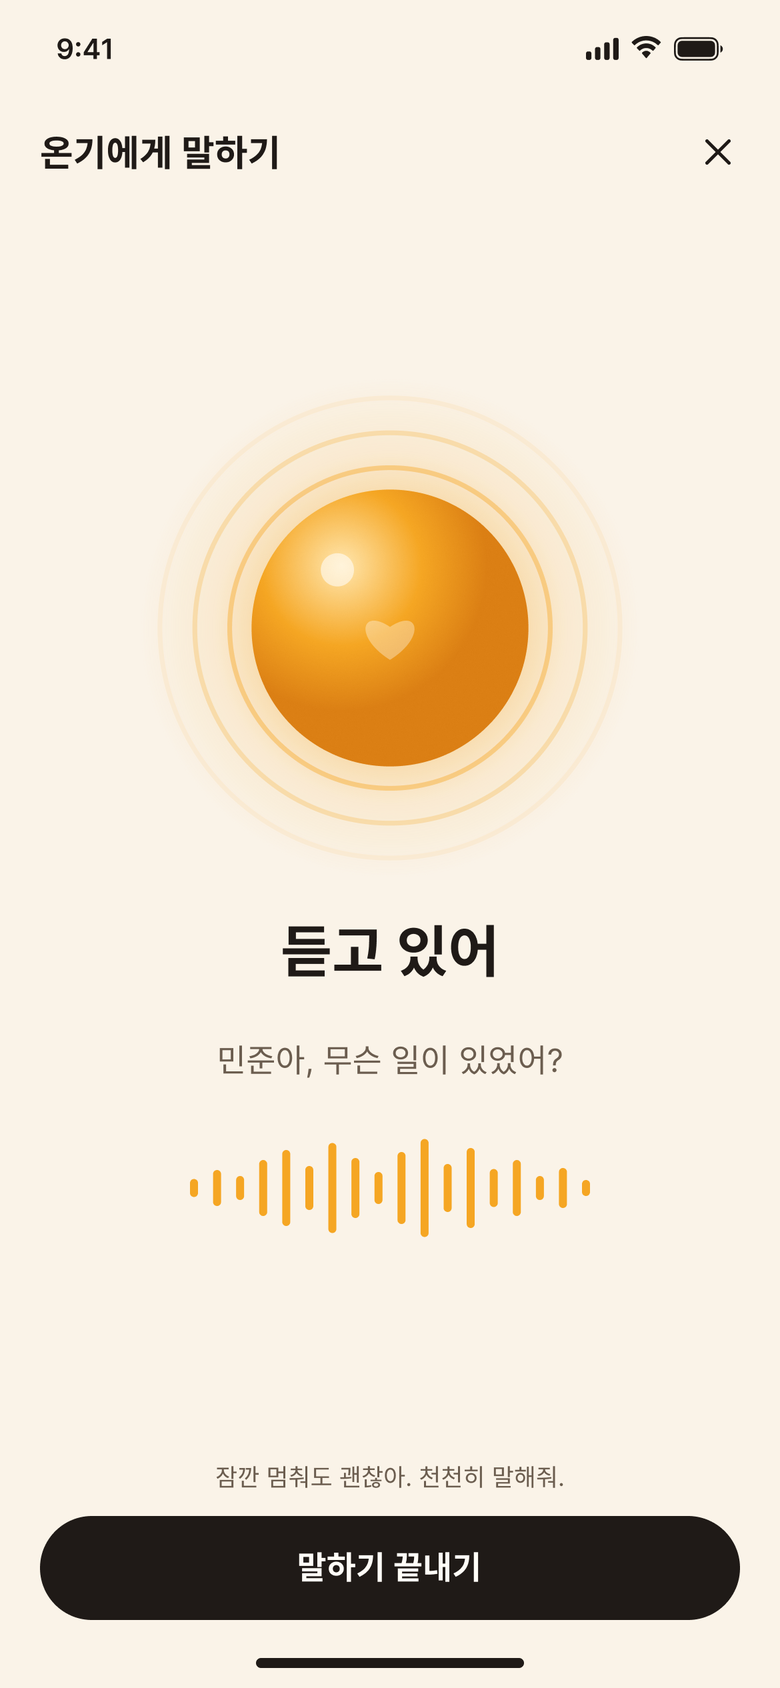 9:41
온기에게 말하기
듣고 있어
민준아, 무슨 일이 있었어?
잠깐 멈춰도 괜찮아. 천천히 말해줘.
말하기 끝내기